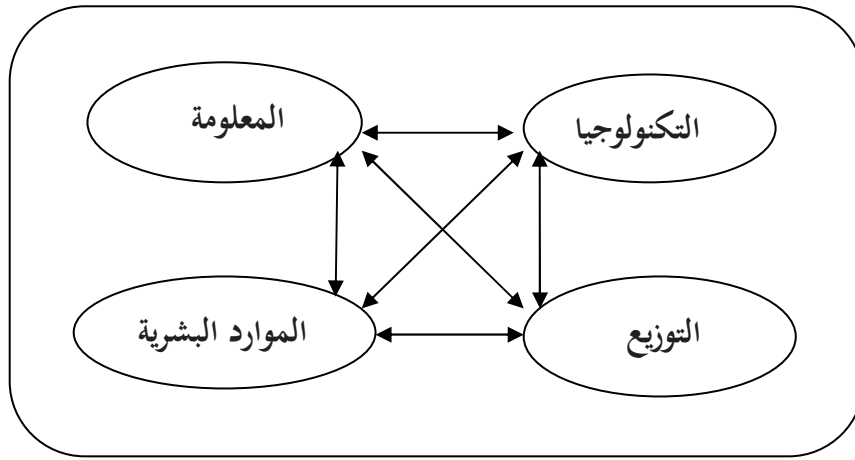 التكنولوجيا
المعلومة
التوزيع
الموارد البشرية